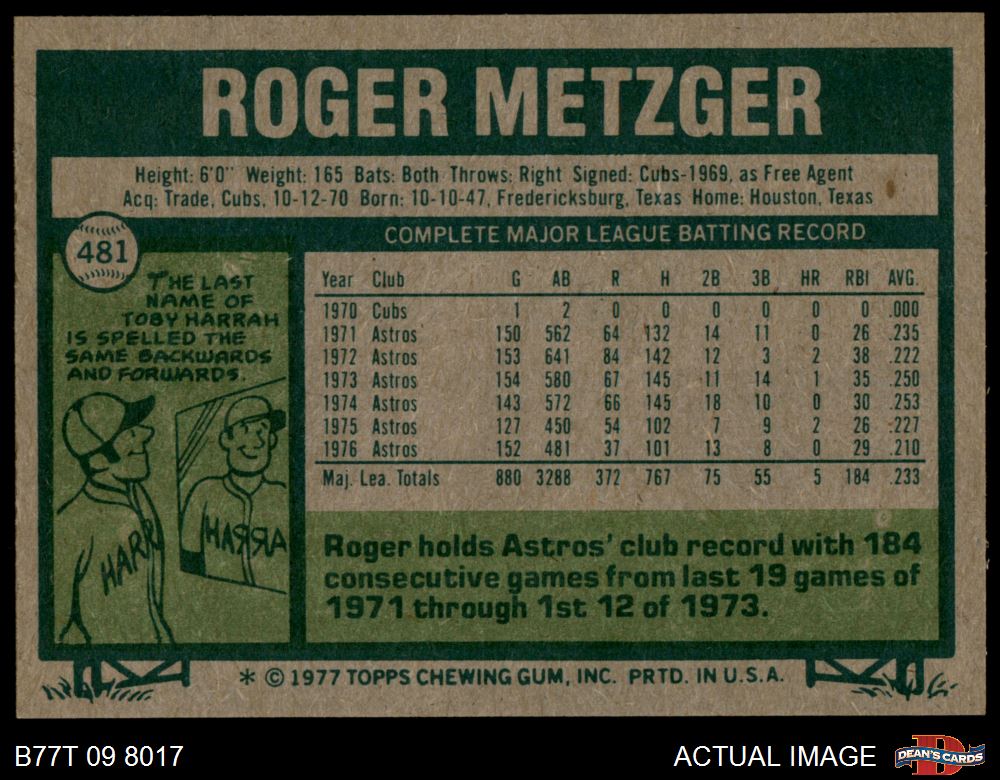 ROGER METZGER
Height: 6'0" Weight: 165 Bats: Both Throws: Right Signed: Cubs-1969, as Free Agent
Acq: Trade, Cubs, 10-12-70 Born: 10-10-47, Fredericksburg, Texas Home: Houston, Texas
481
THE LAST
NAME OF
TOBY HARRAH
IS SPELLED THE
SAME BACKWARDS
AND FORWARDS.
HARR
HARRA
COMPLETE MAJOR LEAGUE BATTING RECORD
Year Club G AB R H 2B 3B HR RBI AVG.
1970 Cubs 1 2 0 0 0 0 0 0 .000
1971 Astros 150 562 64 132 14 11 0 26 .235
1972 Astros 153 641 84 142 12 3 2 38 .222
1973 Astros 154 580 67 145 11 14 1 35 .250
1974 Astros 143 572 66 145 18 10 0 30 .253
1975 Astros 127 450 54 102 7 9 2 26 .227
1976 Astros 152 481 37 101 13 8 0 29 .210
Maj. Lea. Totals 880 3288 372 767 75 55 5 184 .233
Roger holds Astros' club record with 184
consecutive games from last 19 games of
1971 through 1st 12 of 1973.
* © 1977 TOPPS CHEWING GUM, INC. PRTD. IN U.S.A.
B77T 09 8017
ACTUAL IMAGE
DEAN'S CARDS